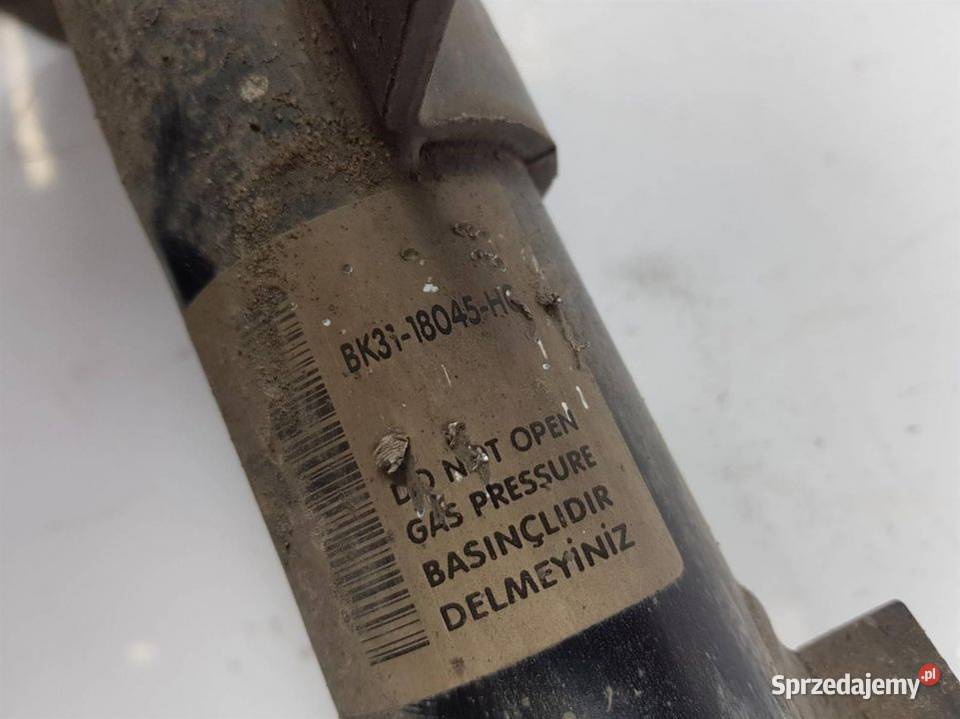 BK31-18045-HC
DO NOT OPEN
GAS PRESSURE
BASINÇLIDIR
DELMEYİNİZ
Sprzedajemy.pl